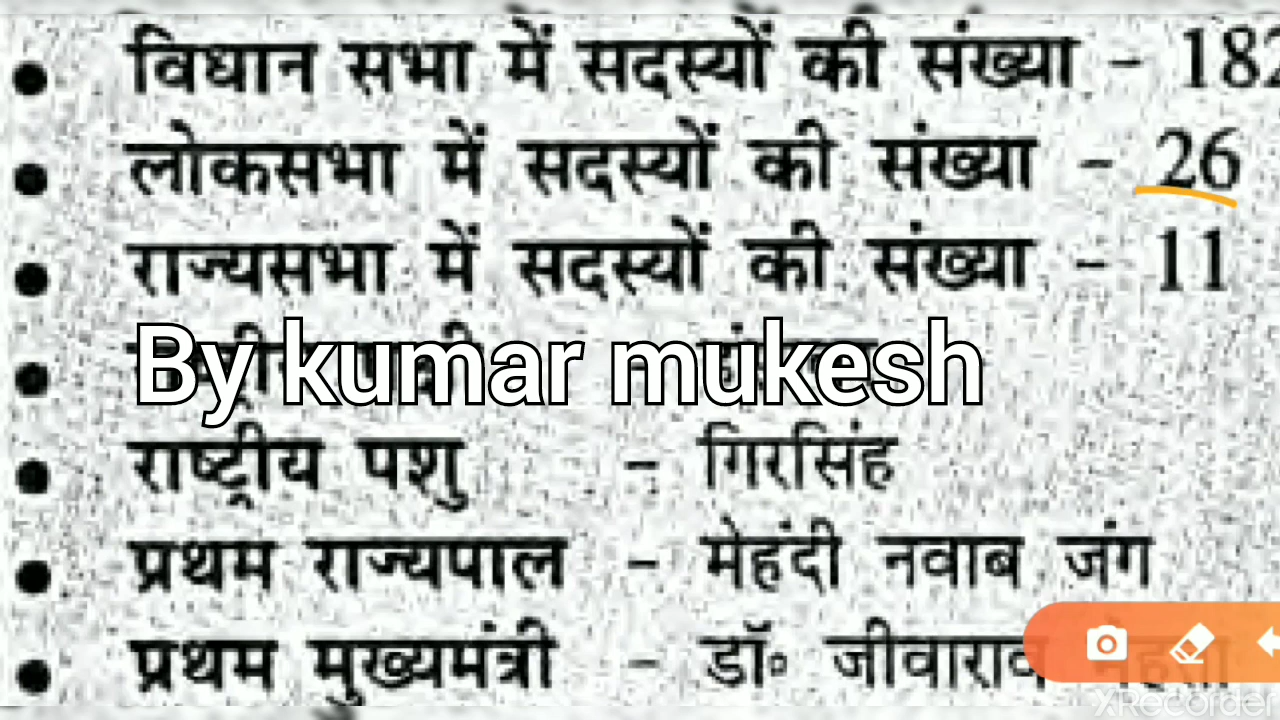 विधान सभा में सदस्यों की संख्या - 182
लोकसभा में सदस्यों की संख्या - 26
राज्यसभा में सदस्यों की संख्या - 11
By kumar mukesh
राष्ट्रीय पशु - गिरसिंह
प्रथम राज्यपाल - मेहंदी नवाब जंग
प्रथम मुख्यमंत्री - डॉ॰ जीवाराव मेहता
XRecorder